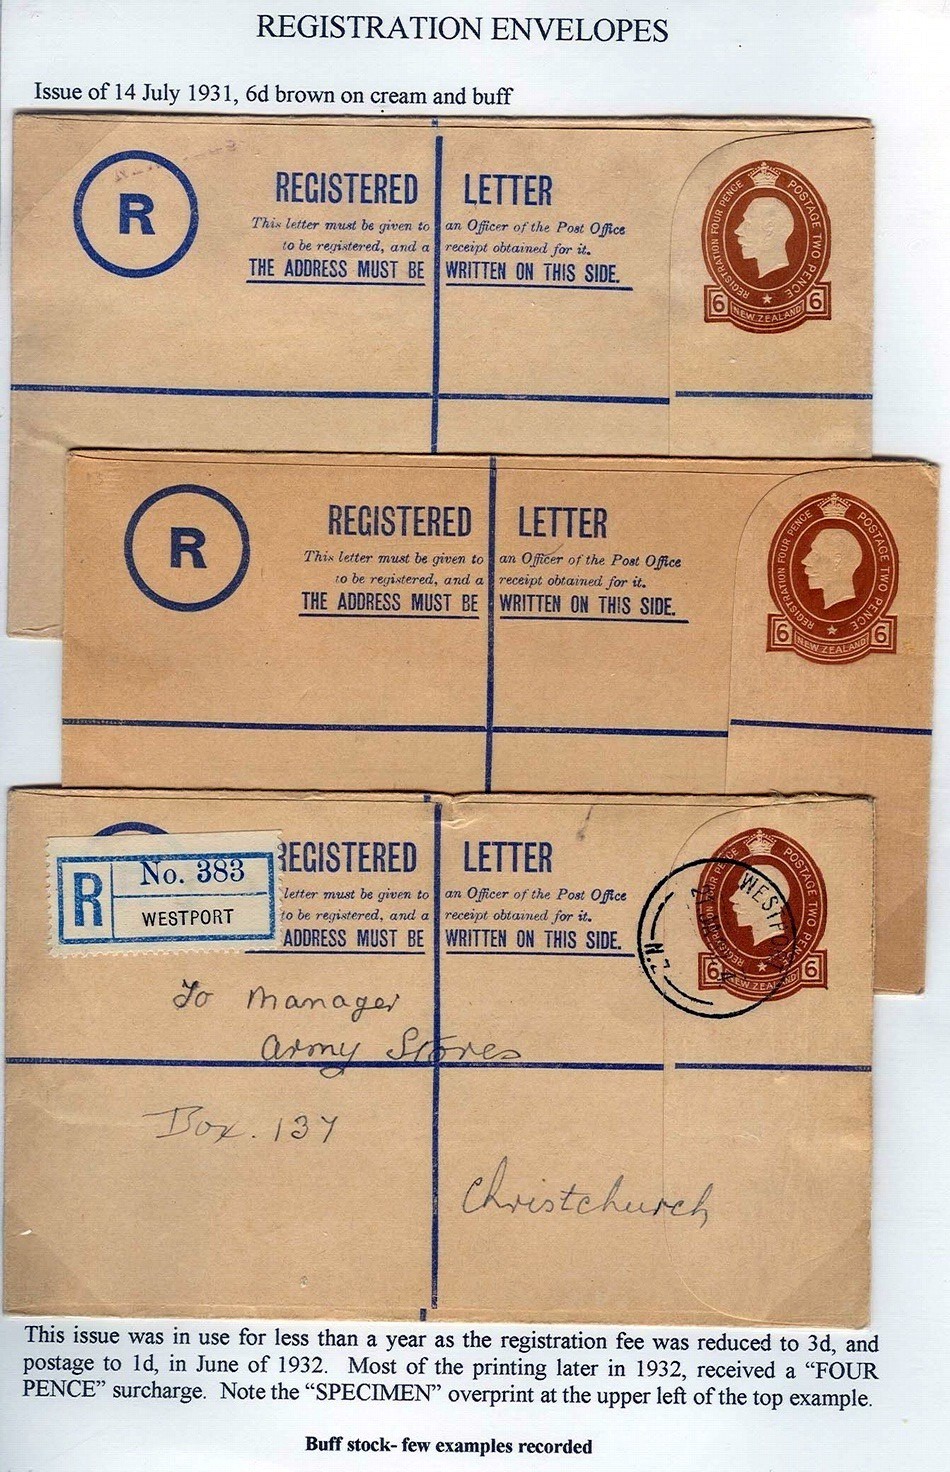 REGISTRATION ENVELOPES
Issue of 14 July 1931, 6d brown on cream and buff
R
REGISTERED LETTER
This letter must be given to an Officer of the Post Office
to be registered, and a receipt obtained for it.
THE ADDRESS MUST BE WRITTEN ON THIS SIDE.
REGISTRATION FOUR PENCE POSTAGE TWO PENCE
6 NEW ZEALAND 6
R
REGISTERED LETTER
This letter must be given to an Officer of the Post Office
to be registered, and a receipt obtained for it.
THE ADDRESS MUST BE WRITTEN ON THIS SIDE.
REGISTRATION FOUR PENCE POSTAGE TWO PENCE
6 NEW ZEALAND 6
R No. 383
WESTPORT
REGISTERED LETTER
letter must be given to an Officer of the Post Office
to be registered, and a receipt obtained for it.
ADDRESS MUST BE WRITTEN ON THIS SIDE.
POSTAGE TWO PENCE
6 NEW ZEALAND 6
WESTPORT
N.Z
To Manager
Army Stores
Box. 137
Christchurch
This issue was in use for less than a year as the registration fee was reduced to 3d, and
postage to 1d, in June of 1932. Most of the printing later in 1932, received a “FOUR
PENCE” surcharge. Note the “SPECIMEN” overprint at the upper left of the top example.
Buff stock- few examples recorded